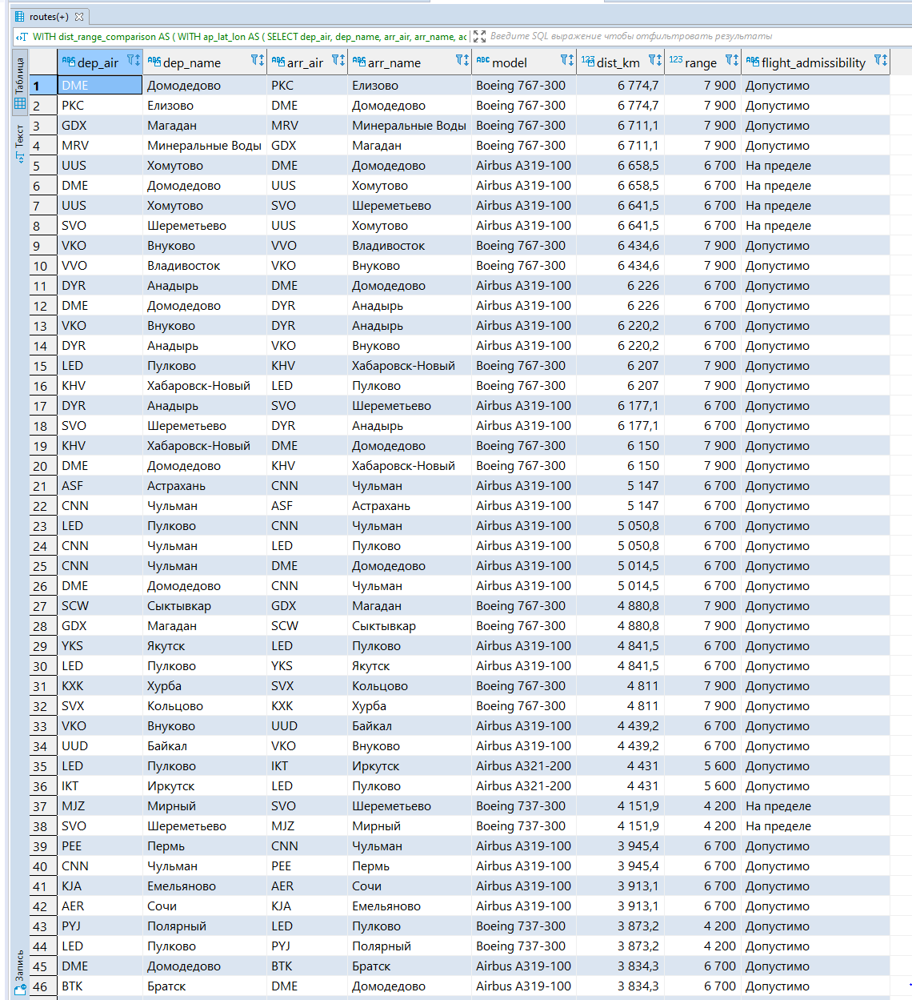 routes(+)
WITH dist_range_comparison AS ( WITH ap_lat_lon AS ( SELECT dep_air, dep_name, arr_air, arr_name, ac Введите SQL выражение чтобы отфильтровать результаты
Таблица
Текст
Запись
dep_air dep_name arr_air arr_name model dist_km range flight_admissibility
1 DME Домодедово PKC Елизово Boeing 767-300 6 774,7 7 900 Допустимо
2 PKC Елизово DME Домодедово Boeing 767-300 6 774,7 7 900 Допустимо
3 GDX Магадан MRV Минеральные Воды Boeing 767-300 6 711,1 7 900 Допустимо
4 MRV Минеральные Воды GDX Магадан Boeing 767-300 6 711,1 7 900 Допустимо
5 UUS Хомутово DME Домодедово Airbus A319-100 6 658,5 6 700 На пределе
6 DME Домодедово UUS Хомутово Airbus A319-100 6 658,5 6 700 На пределе
7 UUS Хомутово SVO Шереметьево Airbus A319-100 6 641,5 6 700 На пределе
8 SVO Шереметьево UUS Хомутово Airbus A319-100 6 641,5 6 700 На пределе
9 VKO Внуково VVO Владивосток Boeing 767-300 6 434,6 7 900 Допустимо
10 VVO Владивосток VKO Внуково Boeing 767-300 6 434,6 7 900 Допустимо
11 DYR Анадырь DME Домодедово Airbus A319-100 6 226 6 700 Допустимо
12 DME Домодедово DYR Анадырь Airbus A319-100 6 226 6 700 Допустимо
13 VKO Внуково DYR Анадырь Airbus A319-100 6 220,2 6 700 Допустимо
14 DYR Анадырь VKO Внуково Airbus A319-100 6 220,2 6 700 Допустимо
15 LED Пулково KHV Хабаровск-Новый Boeing 767-300 6 207 7 900 Допустимо
16 KHV Хабаровск-Новый LED Пулково Boeing 767-300 6 207 7 900 Допустимо
17 DYR Анадырь SVO Шереметьево Airbus A319-100 6 177,1 6 700 Допустимо
18 SVO Шереметьево DYR Анадырь Airbus A319-100 6 177,1 6 700 Допустимо
19 KHV Хабаровск-Новый DME Домодедово Boeing 767-300 6 150 7 900 Допустимо
20 DME Домодедово KHV Хабаровск-Новый Boeing 767-300 6 150 7 900 Допустимо
21 ASF Астрахань CNN Чульман Airbus A319-100 5 147 6 700 Допустимо
22 CNN Чульман ASF Астрахань Airbus A319-100 5 147 6 700 Допустимо
23 LED Пулково CNN Чульман Airbus A319-100 5 050,8 6 700 Допустимо
24 CNN Чульман LED Пулково Airbus A319-100 5 050,8 6 700 Допустимо
25 CNN Чульман DME Домодедово Airbus A319-100 5 014,5 6 700 Допустимо
26 DME Домодедово CNN Чульман Airbus A319-100 5 014,5 6 700 Допустимо
27 SCW Сыктывкар GDX Магадан Boeing 767-300 4 880,8 7 900 Допустимо
28 GDX Магадан SCW Сыктывкар Boeing 767-300 4 880,8 7 900 Допустимо
29 YKS Якутск LED Пулково Airbus A319-100 4 841,5 6 700 Допустимо
30 LED Пулково YKS Якутск Airbus A319-100 4 841,5 6 700 Допустимо
31 KXK Хурба SVX Кольцово Boeing 767-300 4 811 7 900 Допустимо
32 SVX Кольцово KXK Хурба Boeing 767-300 4 811 7 900 Допустимо
33 VKO Внуково UUD Байкал Airbus A319-100 4 439,2 6 700 Допустимо
34 UUD Байкал VKO Внуково Airbus A319-100 4 439,2 6 700 Допустимо
35 LED Пулково IKT Иркутск Airbus A321-200 4 431 5 600 Допустимо
36 IKT Иркутск LED Пулково Airbus A321-200 4 431 5 600 Допустимо
37 MJZ Мирный SVO Шереметьево Boeing 737-300 4 151,9 4 200 На пределе
38 SVO Шереметьево MJZ Мирный Boeing 737-300 4 151,9 4 200 На пределе
39 PEE Пермь CNN Чульман Airbus A319-100 3 945,4 6 700 Допустимо
40 CNN Чульман PEE Пермь Airbus A319-100 3 945,4 6 700 Допустимо
41 KJA Емельяново AER Сочи Airbus A319-100 3 913,1 6 700 Допустимо
42 AER Сочи KJA Емельяново Airbus A319-100 3 913,1 6 700 Допустимо
43 PYJ Полярный LED Пулково Boeing 737-300 3 873,2 4 200 Допустимо
44 LED Пулково PYJ Полярный Boeing 737-300 3 873,2 4 200 Допустимо
45 DME Домодедово BTK Братск Airbus A319-100 3 834,3 6 700 Допустимо
46 BTK Братск DME Домодедово Airbus A319-100 3 834,3 6 700 Допустимо